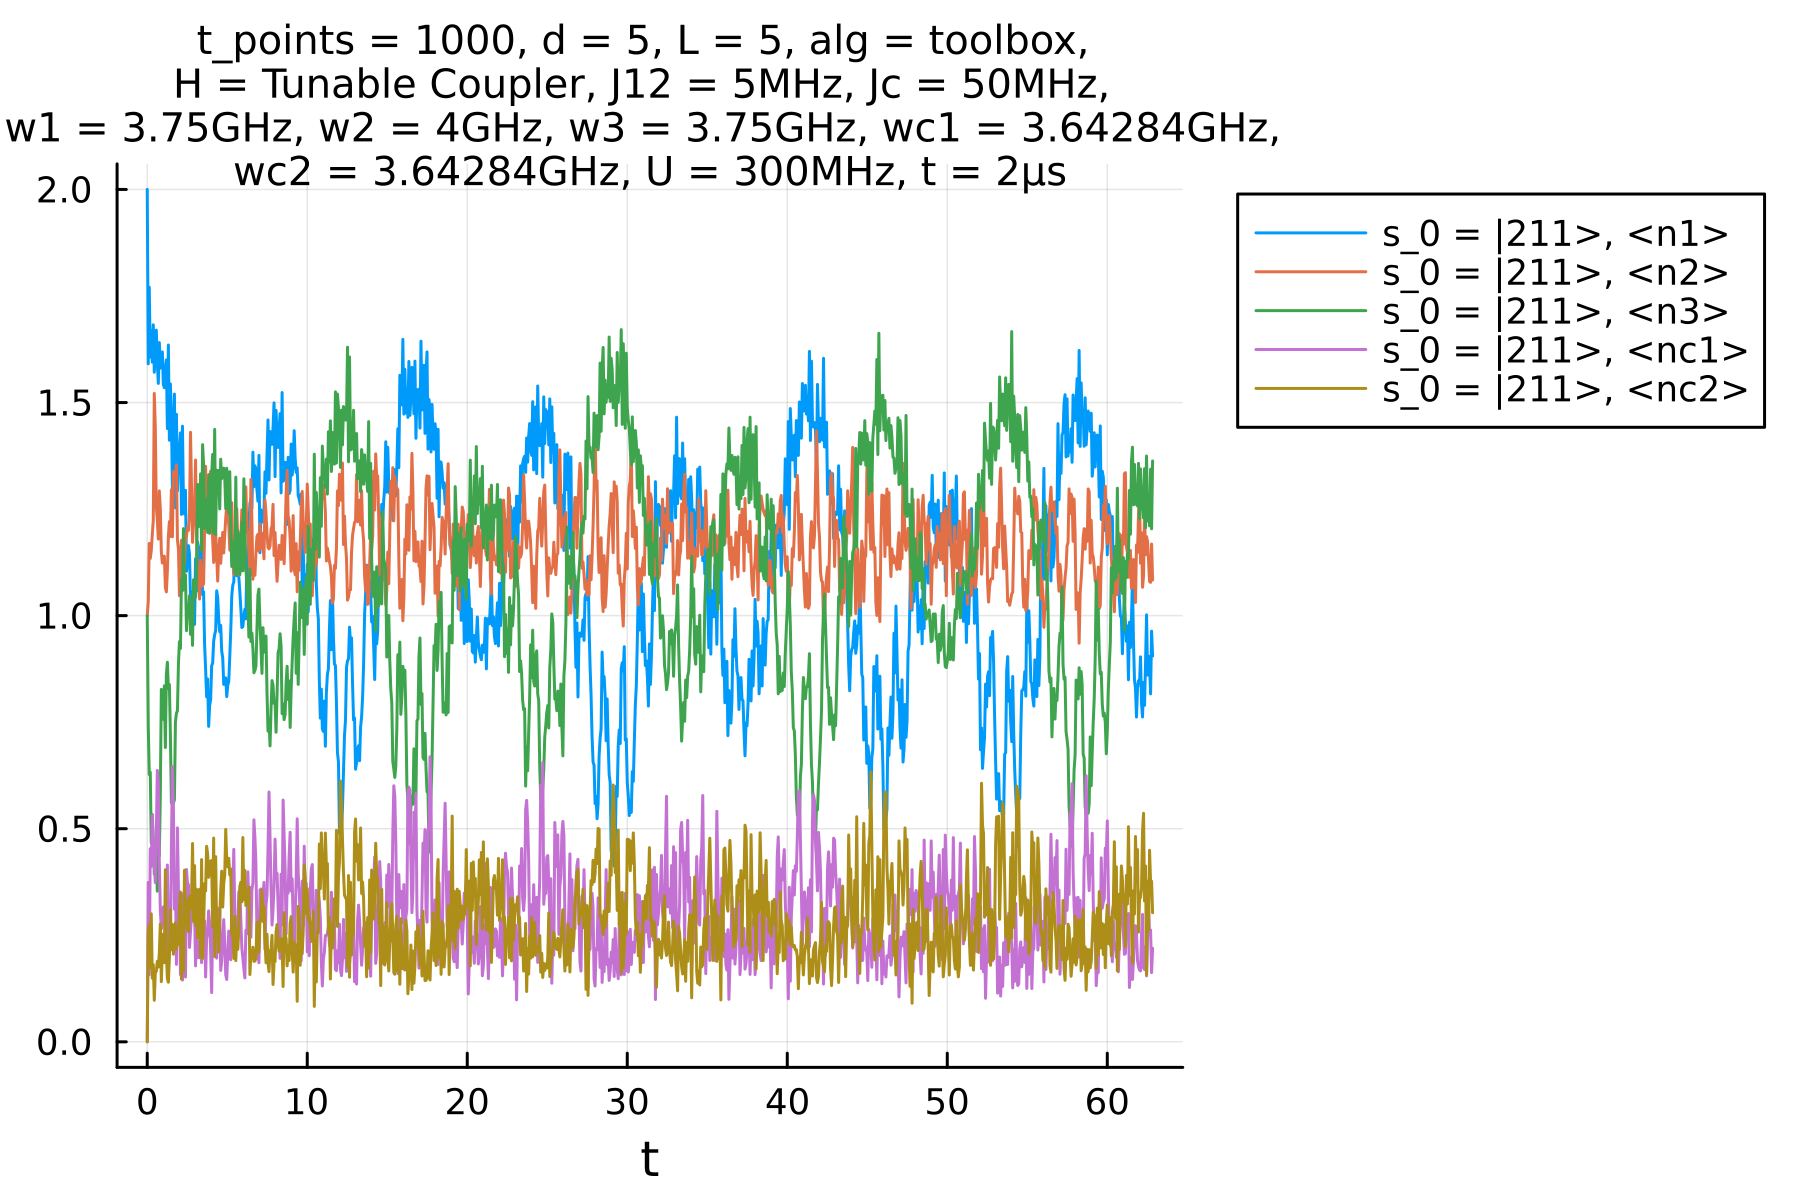 t_points = 1000, d = 5, L = 5, alg = toolbox,
H = Tunable Coupler, J12 = 5MHz, Jc = 50MHz,
w1 = 3.75GHz, w2 = 4GHz, w3 = 3.75GHz, wc1 = 3.64284GHz,
wc2 = 3.64284GHz, U = 300MHz, t = 2μs
2.0
1.5
1.0
0.5
0.0
0 10 20 30 40 50 60
t
s_0 = |211>, <n1>
s_0 = |211>, <n2>
s_0 = |211>, <n3>
s_0 = |211>, <nc1>
s_0 = |211>, <nc2>